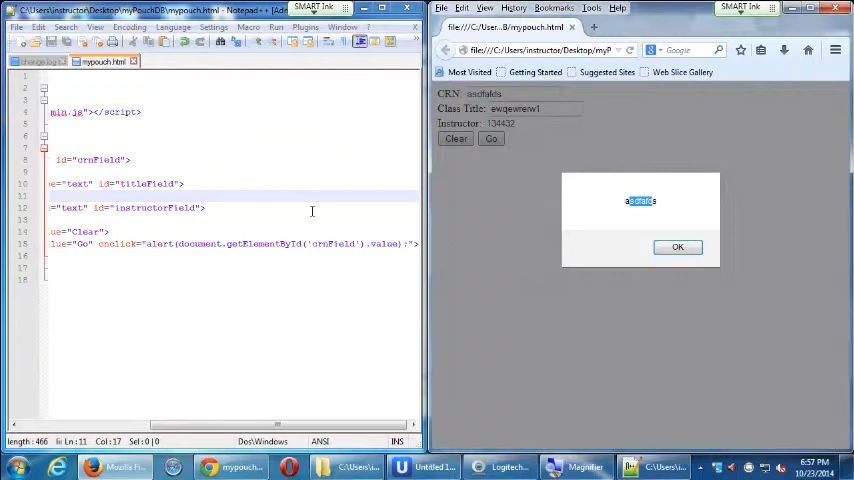 C:\Users\instructor\Desktop\myPouchDB\mypouch.html - Notepad++ [Adm
SMART Ink
File Edit Search View Encoding Language Settings Macro Run Plugins Window ?
X
change.log
mypouch.html
1
2
3
4 min.js"></script>
5
6
7
8 id="crnField">
9
10 pe="text" id="titleField">
11
12 ="text" id="instructorField">
13
14 lue="Clear">
15 alue="Go" onclick="alert(document.getElementById('crnField').value);">
16
17
18
length : 466 Ln : 11 Col : 17 Sel : 0 | 0 Dos\Windows ANSI INS
File Edit View History Bookmarks Tools Help
SMART Ink
file:///C:/User...B/mypouch.html
file:///C:/Users/instructor/Desktop/myP
Google
Most Visited Getting Started Suggested Sites Web Slice Gallery
CRN: asdfafds
Class Title: ewqewrerw1
Instructor: 134432
Clear Go
asdfafds
OK
Mozilla Fi mypouch... C:\Users\i... Untitled 1 Logitech... Magnifier C:\Users\i...
6:57 PM
10/23/2014